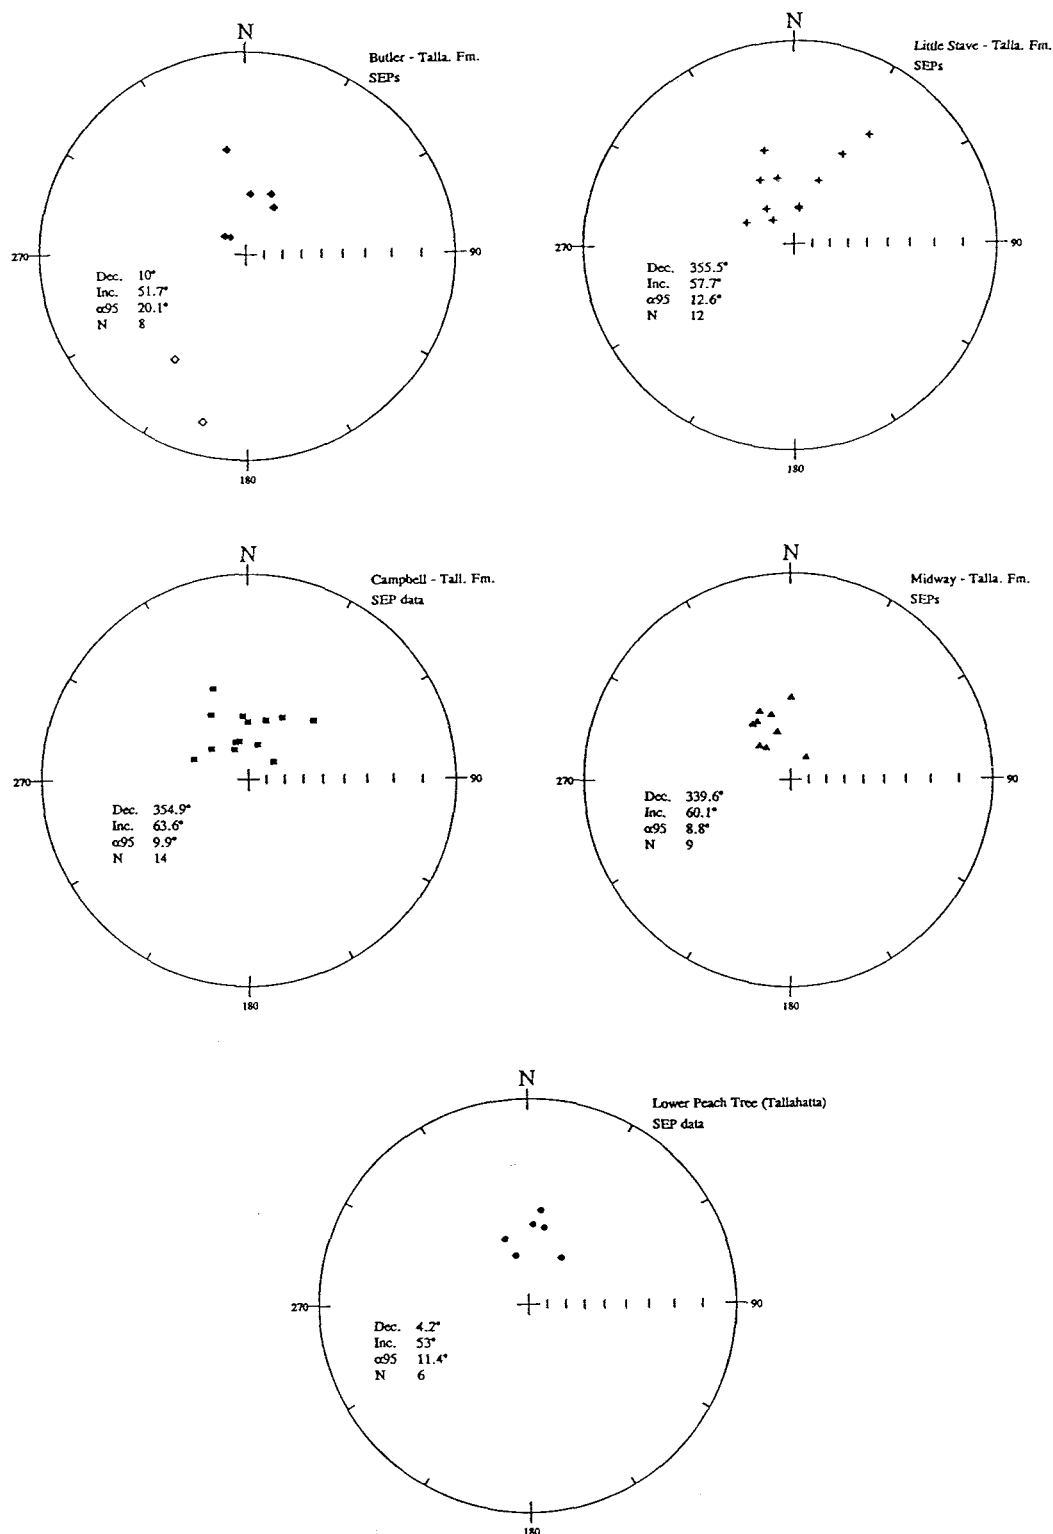 N
Butler - Talla. Fm.
SEPs
270
90
Dec. 10°
Inc. 51.7°
α95 20.1°
N 8
180
N
Little Stave - Talla. Fm.
SEPs
270
90
Dec. 355.5°
Inc. 57.7°
α95 12.6°
N 12
180
N
Campbell - Tall. Fm.
SEP data
270
90
Dec. 354.9°
Inc. 63.6°
α95 9.9°
N 14
180
N
Midway - Talla. Fm.
SEPs
270
90
Dec. 339.6°
Inc. 60.1°
α95 8.8°
N 9
180
N
Lower Peach Tree (Tallahatta)
SEP data
270
90
Dec. 4.2°
Inc. 53°
α95 11.4°
N 6
180